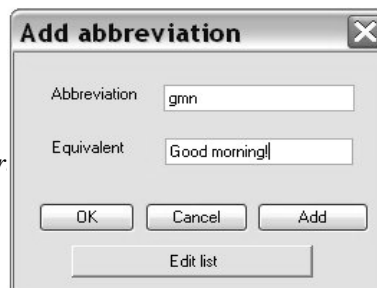 Add abbreviation
Abbreviation gmn
r
Equivalent Good morning!
OK Cancel Add
Edit list